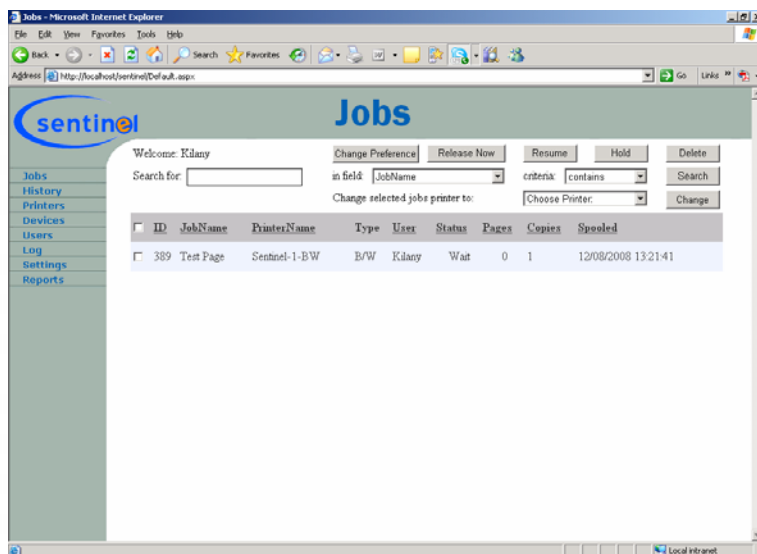 Jobs - Microsoft Internet Explorer
File Edit View Favorites Tools Help
Back Search Favorites
Address http://localhost/sentinel/Default.aspx Go Links
sentinel
Jobs
Welcome: Kilany Change Preference Release Now Resume Hold Delete
Search for: in field: JobName criteria: contains Search
Change selected jobs printer to: Choose Printer: Change
Jobs
History
Printers
Devices
Users
Log
Settings
Reports
ID JobName PrinterName Type User Status Pages Copies Spooled
389 Test Page Sentinel-1-BW B/W Kilany Wait 0 1 12/08/2008 13:21:41
Local intranet